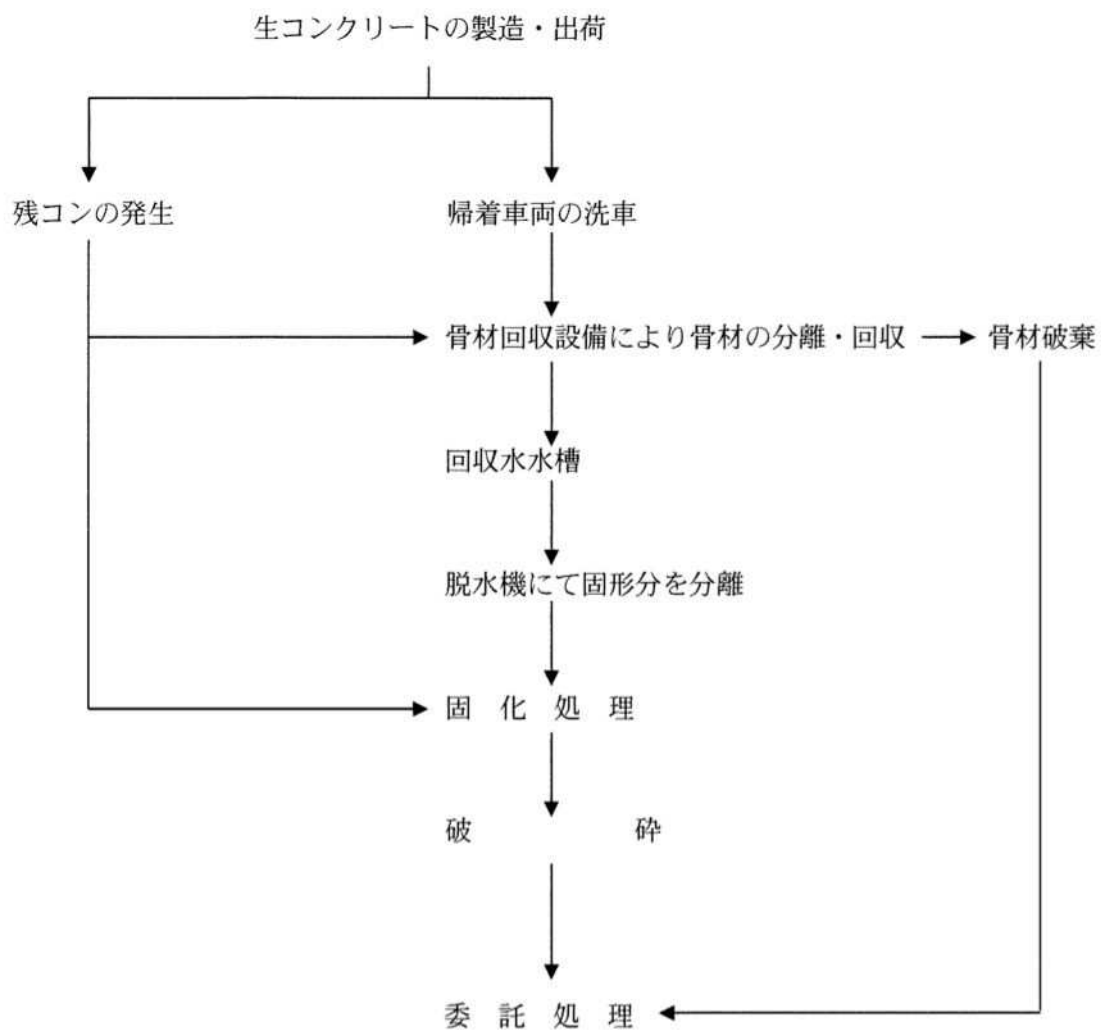 生コンクリートの製造・出荷
残コンの発生
帰着車両の洗車
骨材回収設備により骨材の分離・回収
骨材破棄
回収水水槽
脱水機にて固形分を分離
固化処理
破砕
委託処理